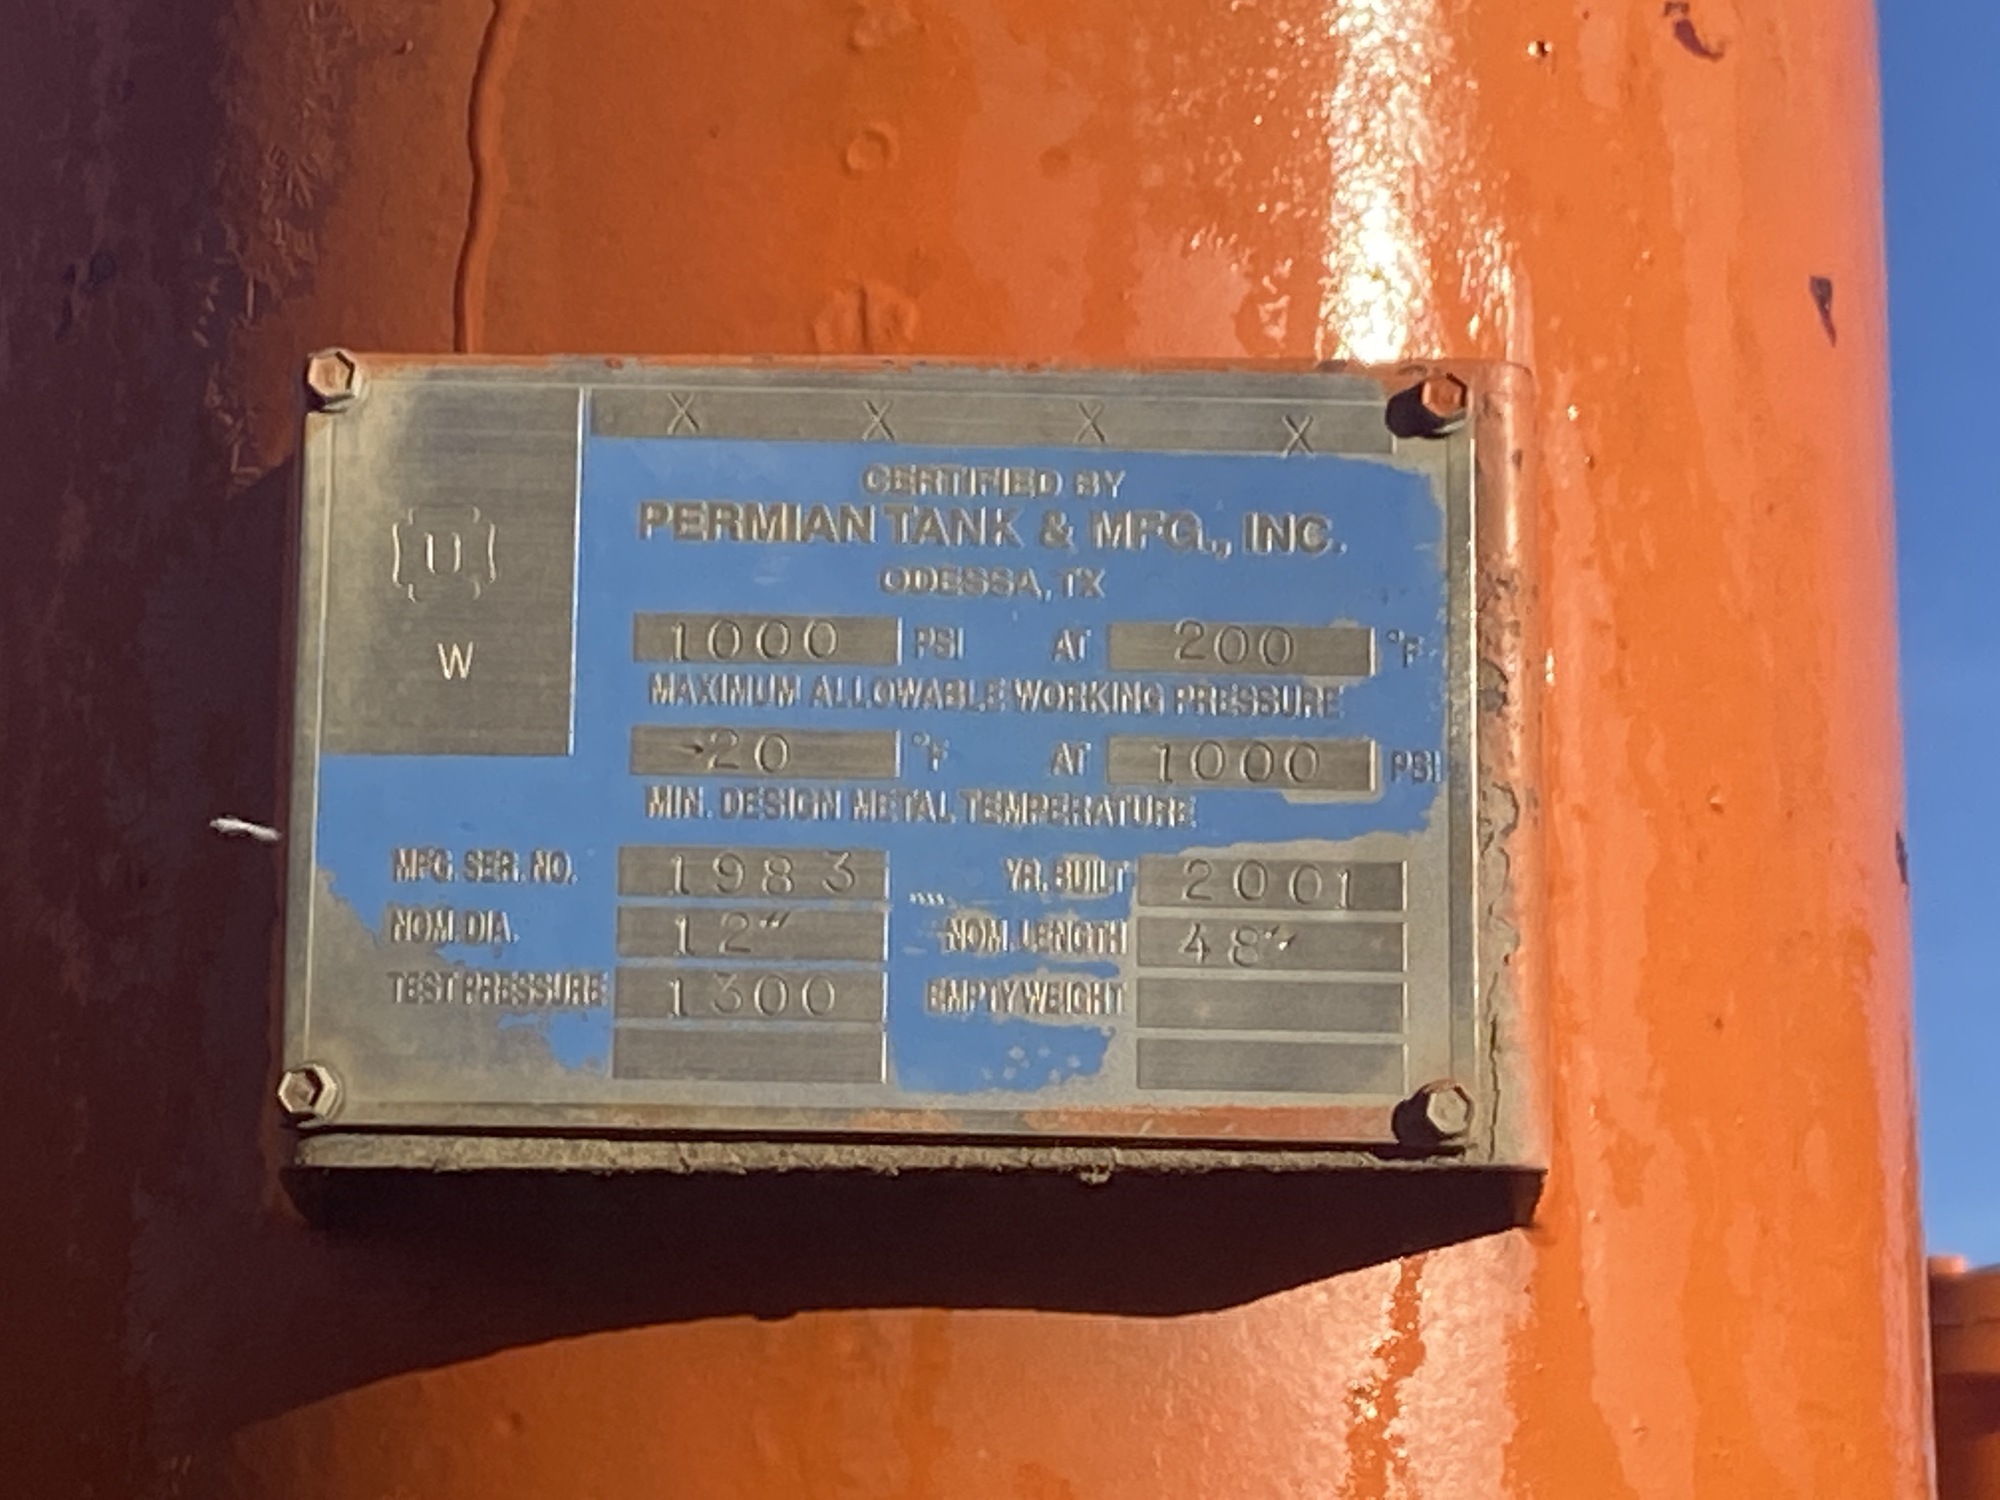 X X X X
U
W
CERTIFIED BY
PERMIAN TANK & MFG., INC.
ODESSA, TX
1000 PSI AT 200 °F
MAXIMUM ALLOWABLE WORKING PRESSURE
-20 °F AT 1000 PSI
MIN. DESIGN METAL TEMPERATURE
MFG. SER. NO. 1983 YR. BUILT 2001
NOM. DIA. 12" NOM. LENGTH 48"
TEST PRESSURE 1300 EMPTY WEIGHT